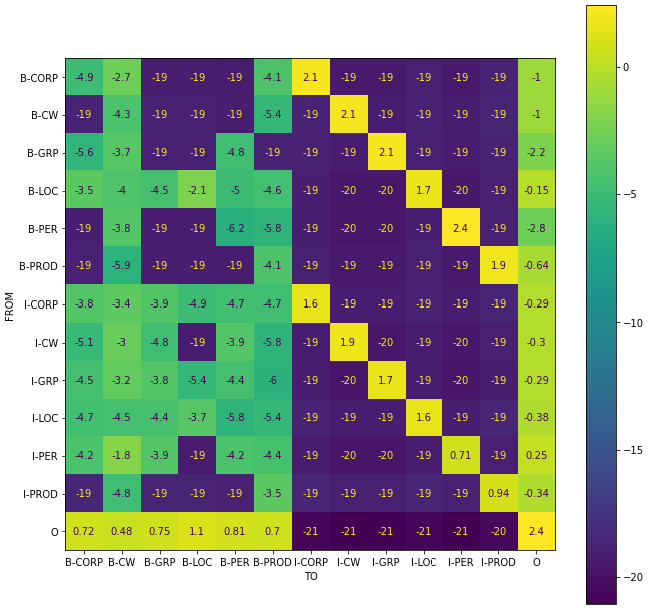 B-CORP -4.9 -2.7 -19 -19 -19 -4.1 2.1 -19 -19 -19 -19 -19 -1
B-CW -19 -4.3 -19 -19 -19 -5.4 -19 2.1 -19 -19 -19 -19 -1
B-GRP -5.6 -3.7 -19 -19 -4.8 -19 -19 -19 2.1 -19 -19 -19 -2.2
B-LOC -3.5 -4 -4.5 -2.1 -5 -4.6 -19 -20 -20 1.7 -20 -19 -0.15
B-PER -19 -3.8 -19 -19 -6.2 -5.8 -19 -19 -19 -19 2.4 -19 -2.8
B-PROD -19 -5.9 -19 -19 -19 -4.1 -19 -19 -19 -19 -19 1.9 -0.64
I-CORP -3.8 -3.4 -3.9 -4.9 -4.7 -4.7 1.6 -19 -19 -19 -19 -19 -0.29
I-CW -5.1 -3 -4.8 -19 -3.9 -5.8 -19 1.9 -20 -19 -20 -19 -0.3
I-GRP -4.5 -3.2 -3.8 -5.4 -4.4 -6 -19 -20 1.7 -19 -20 -19 -0.29
I-LOC -4.7 -4.5 -4.4 -3.7 -5.8 -5.4 -19 -19 -19 1.6 -19 -19 -0.38
I-PER -4.2 -1.8 -3.9 -19 -4.2 -4.4 -19 -20 -20 -19 0.71 -19 0.25
I-PROD -19 -4.8 -19 -19 -19 -3.5 -19 -19 -19 -19 -19 0.94 -0.34
O 0.72 0.48 0.75 1.1 0.81 0.7 -21 -21 -21 -21 -21 -20 2.4
B-CORP B-CW B-GRP B-LOC B-PER B-PROD I-CORP I-CW I-GRP I-LOC I-PER I-PROD O
TO
FROM
0
−5
−10
−15
−20